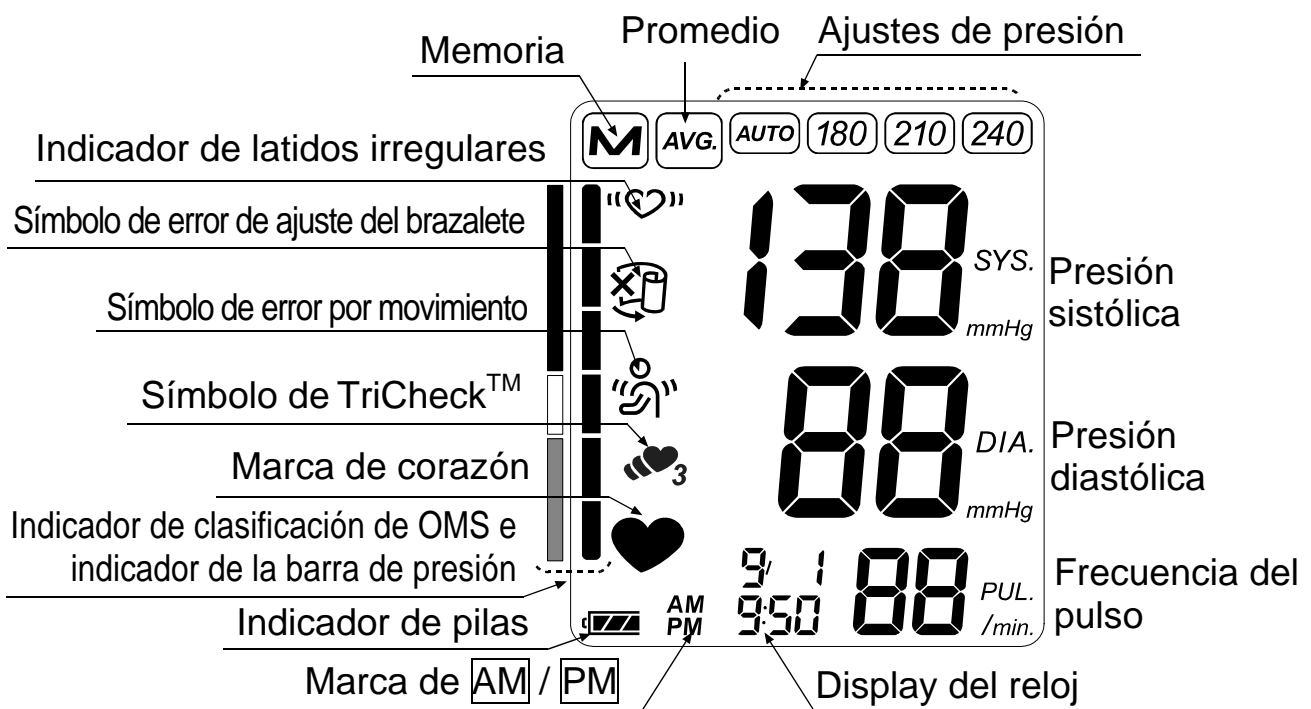 Memoria
Promedio
Ajustes de presión
M AVG. AUTO 180 210 240
Indicador de latidos irregulares
Símbolo de error de ajuste del brazalete
Símbolo de error por movimiento
Símbolo de TriCheck™
Marca de corazón
Indicador de clasificación de OMS e
indicador de la barra de presión
Indicador de pilas
Marca de AM / PM
138
SYS.
mmHg
Presión
sistólica
88
DIA.
mmHg
Presión
diastólica
3
9/ 1
AM
PM
9:50
88
PUL.
/min.
Frecuencia del
pulso
Display del reloj